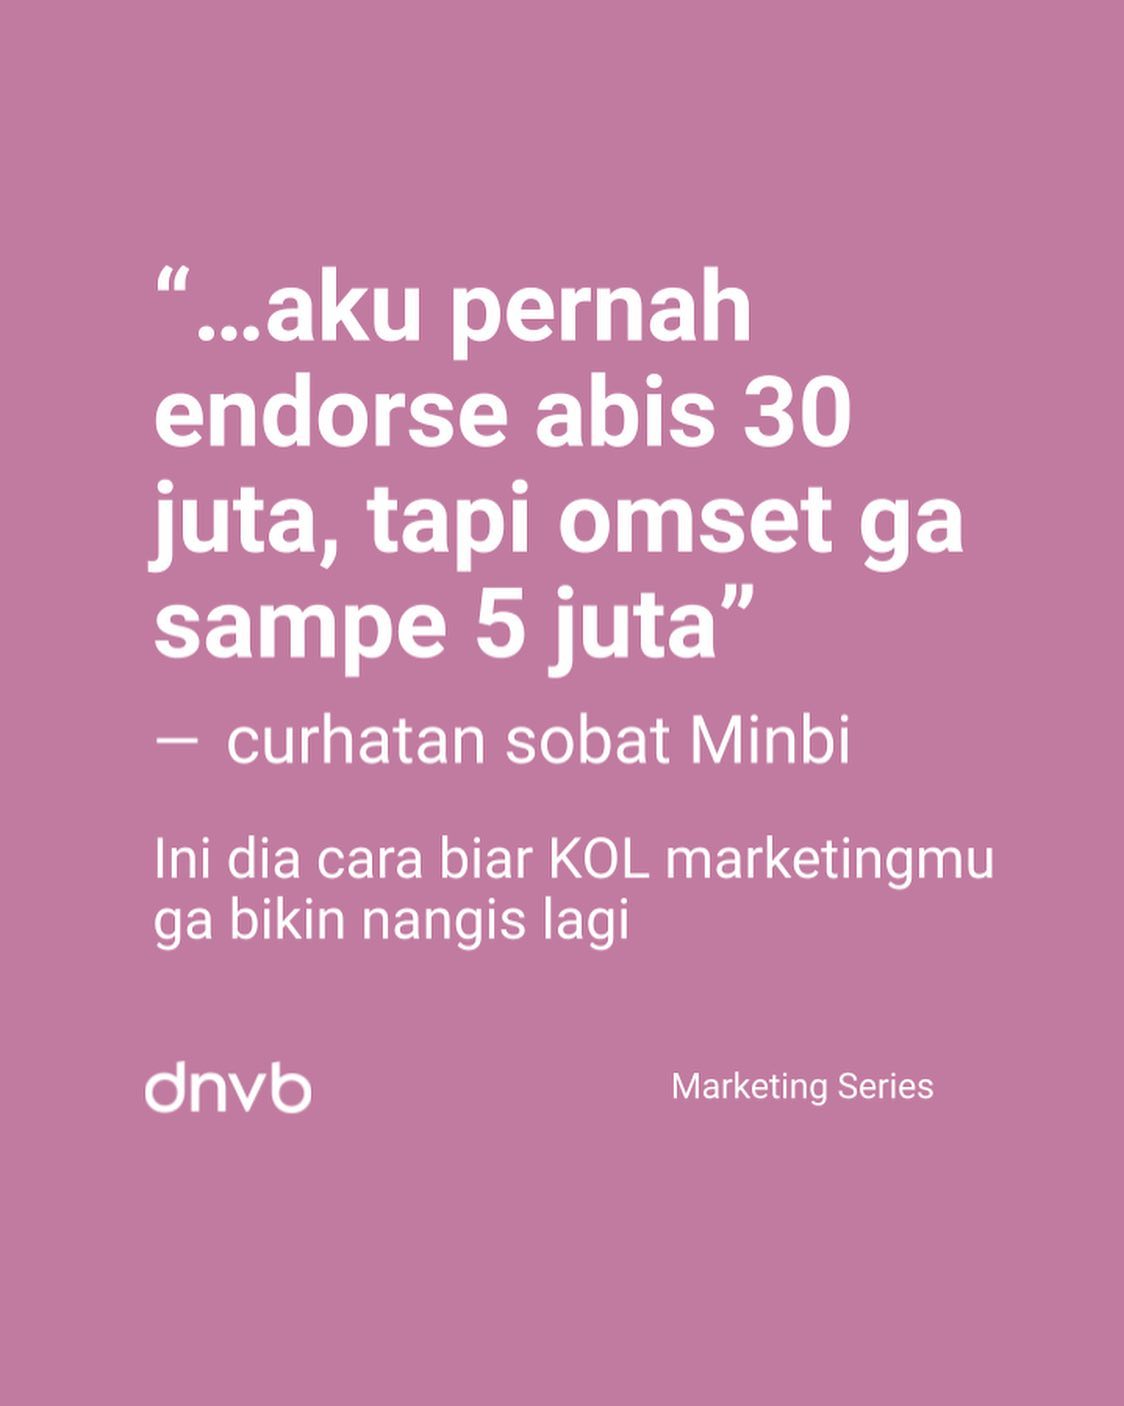 “...aku pernah
endorse abis 30
juta, tapi omset ga
sampe 5 juta”
— curhatan sobat Minbi
Ini dia cara biar KOL marketingmu
ga bikin nangis lagi
dnvb
Marketing Series